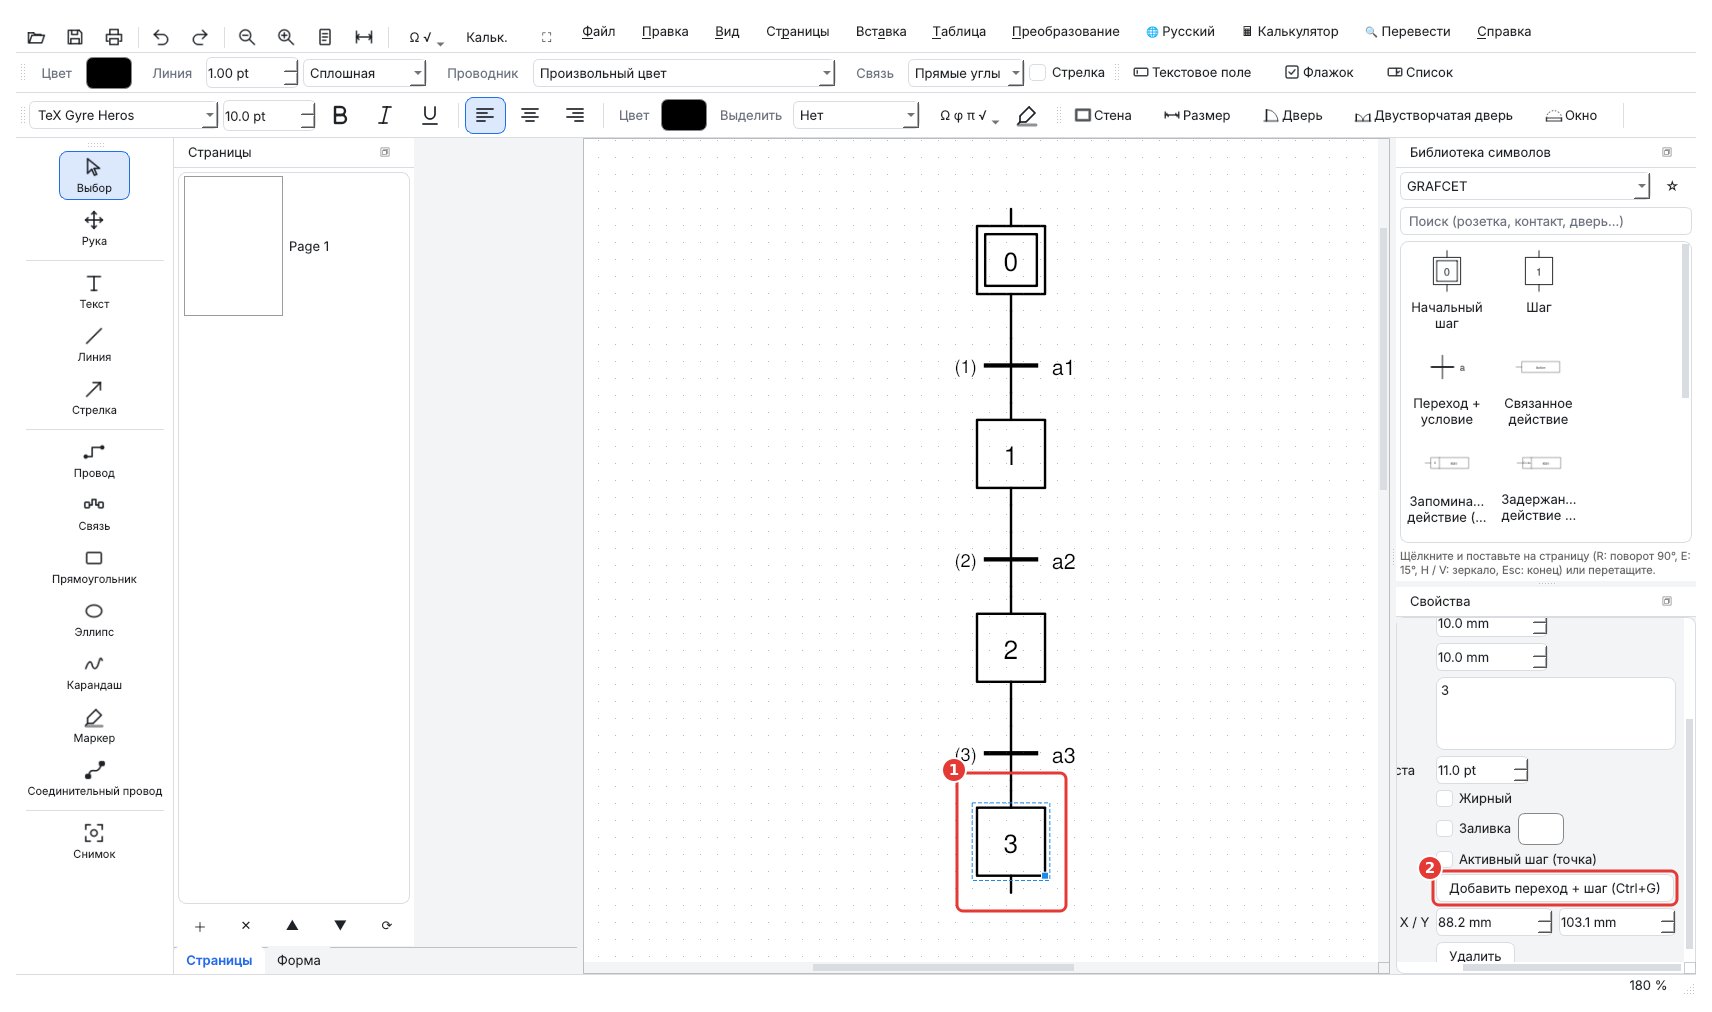 Ω √
Кальк.
Файл
Правка
Вид
Страницы
Вставка
Таблица
Преобразование
Русский
Калькулятор
Перевести
Справка
Цвет
Линия
1.00 pt
Сплошная
Проводник
Произвольный цвет
Связь
Прямые углы
Стрелка
Текстовое поле
Флажок
Список
TeX Gyre Heros
10.0 pt
B
I
U
Цвет
Выделить
Нет
Ω φ π √
Стена
Размер
Дверь
Двустворчатая дверь
Окно
Выбор
Рука
Текст
Линия
Стрелка
Провод
Связь
Прямоугольник
Эллипс
Карандаш
Маркер
Соединительный провод
Снимок
Страницы
Page 1
Страницы
Форма
0
(1)
a1
1
(2)
a2
2
(3)
a3
1
3
Библиотека символов
GRAFCET
Поиск (розетка, контакт, дверь...)
0
1
Начальный
шаг
Шаг
a
Переход +
условие
Связанное
действие
Запомина...
действие (...
Задержан...
действие ...
Щёлкните и поставьте на страницу (R: поворот 90°, E:
15°, H / V: зеркало, Esc: конец) или перетащите.
Свойства
10.0 mm
10.0 mm
3
ста
11.0 pt
Жирный
Заливка
Активный шаг (точка)
2
Добавить переход + шаг (Ctrl+G)
X / Y
88.2 mm
103.1 mm
Удалить
180 %